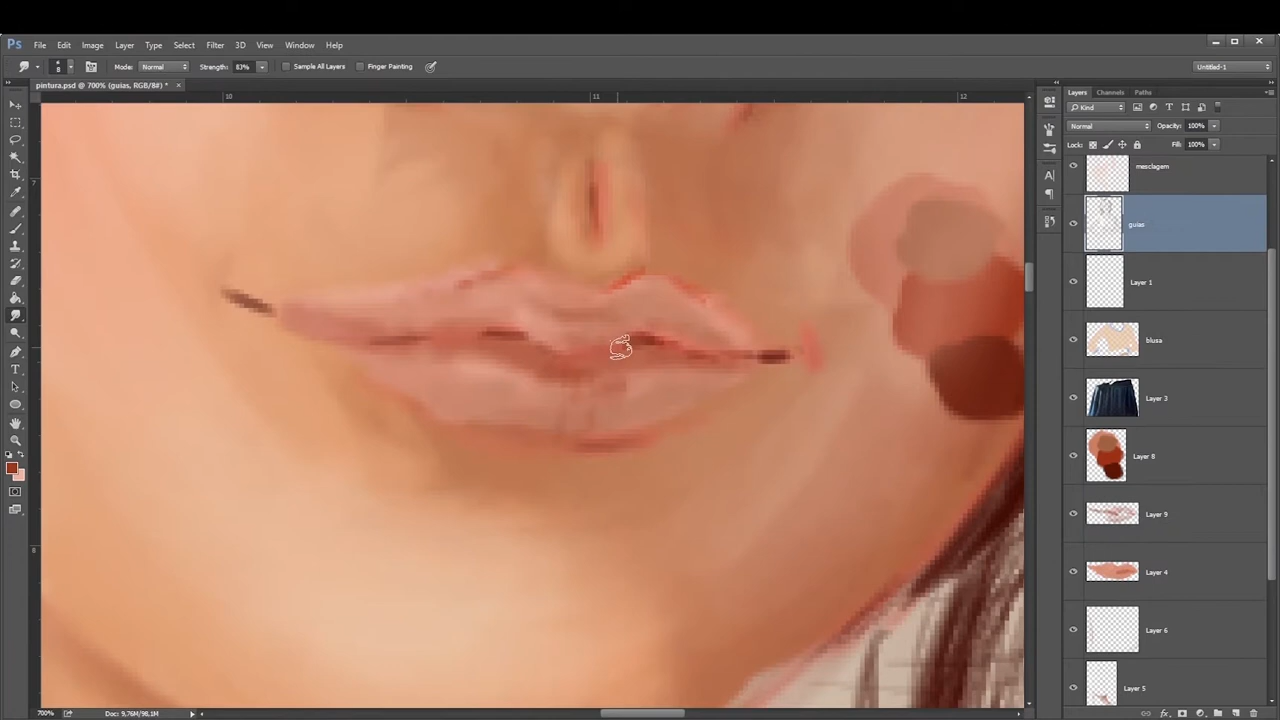 Ps File Edit Image Layer Type Select Filter 3D View Window Help
8 Mode: Normal Strength: 83% Sample All Layers Finger Painting Untitled-1
pintura.psd @ 700% (guias, RGB/8#) * ×
10 11 12
7
8
Layers Channels Paths
Kind
Normal Opacity: 100%
Lock: Fill: 100%
mesclagem
guias
Layer 1
blusa
Layer 3
Layer 8
Layer 9
Layer 4
Layer 6
Layer 5
700% Doc: 9,76M/98,1M